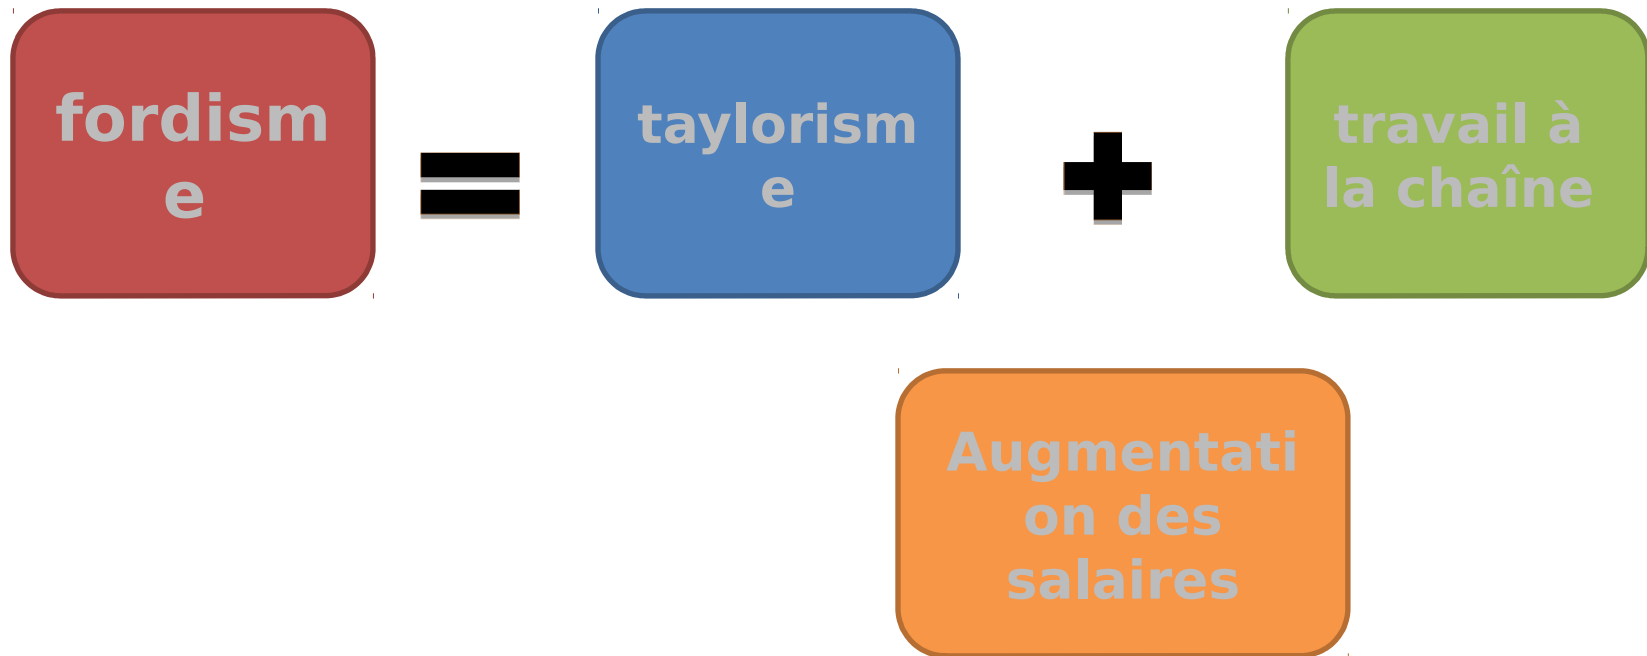 fordism
e
=
taylorism
e
+
travail à
la chaîne
Augmentati
on des
salaires